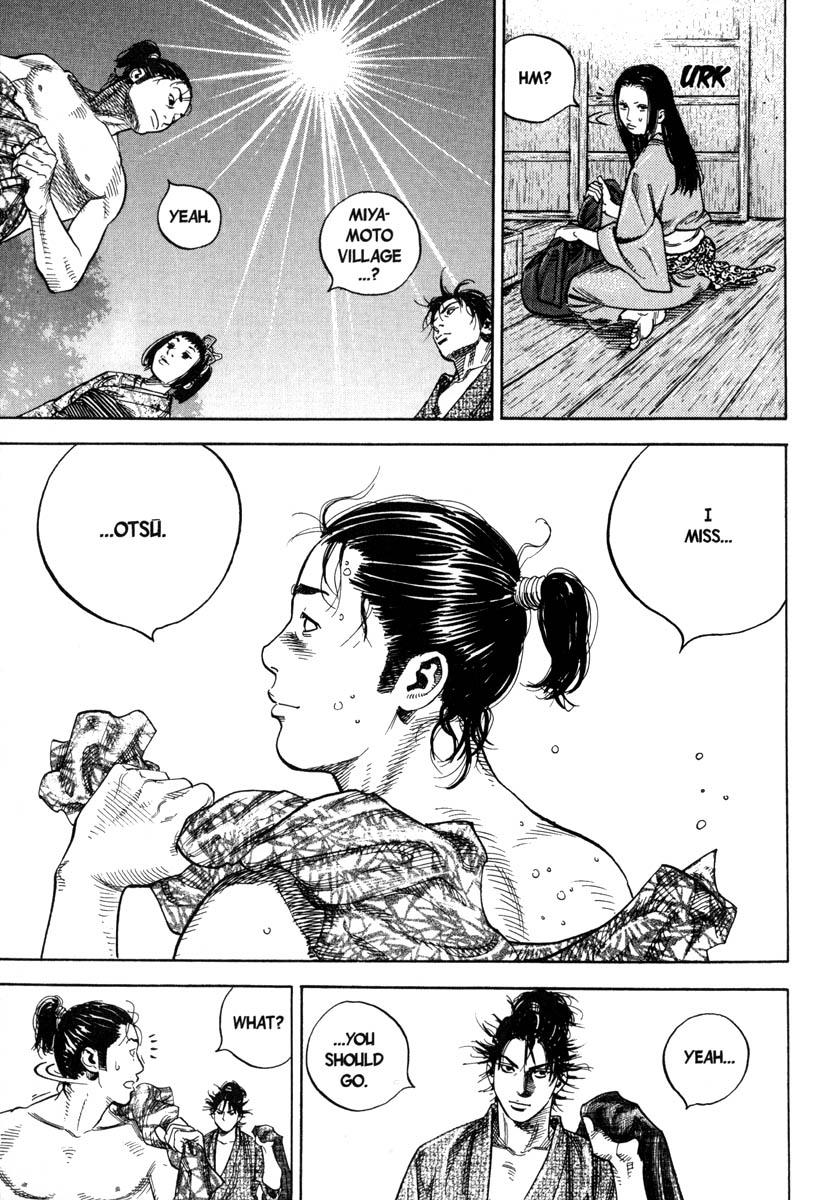 HM?
URK
MIYA-
MOTO
VILLAGE
...?
YEAH.
I
MISS...
...OTSŪ.
YEAH...
...YOU
SHOULD
GO.
WHAT?